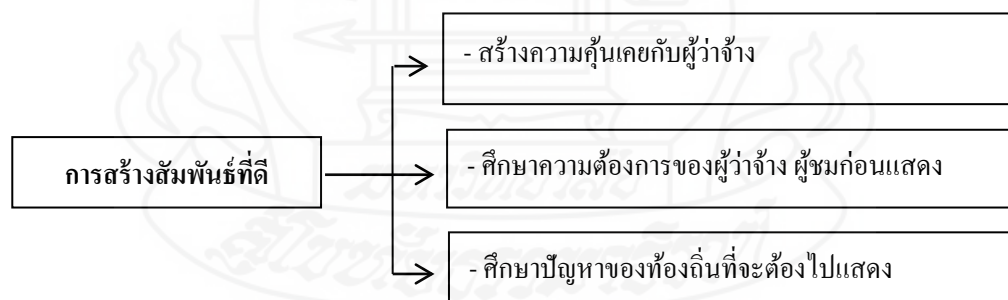 - สร้างความคุ้นเคยกับผู้ว่าจ้าง
การสร้างสัมพันธ์ที่ดี
- ศึกษาความต้องการของผู้ว่าจ้าง ผู้ชมก่อนแสดง
- ศึกษาปัญหาของท้องถิ่นที่จะต้องไปแสดง